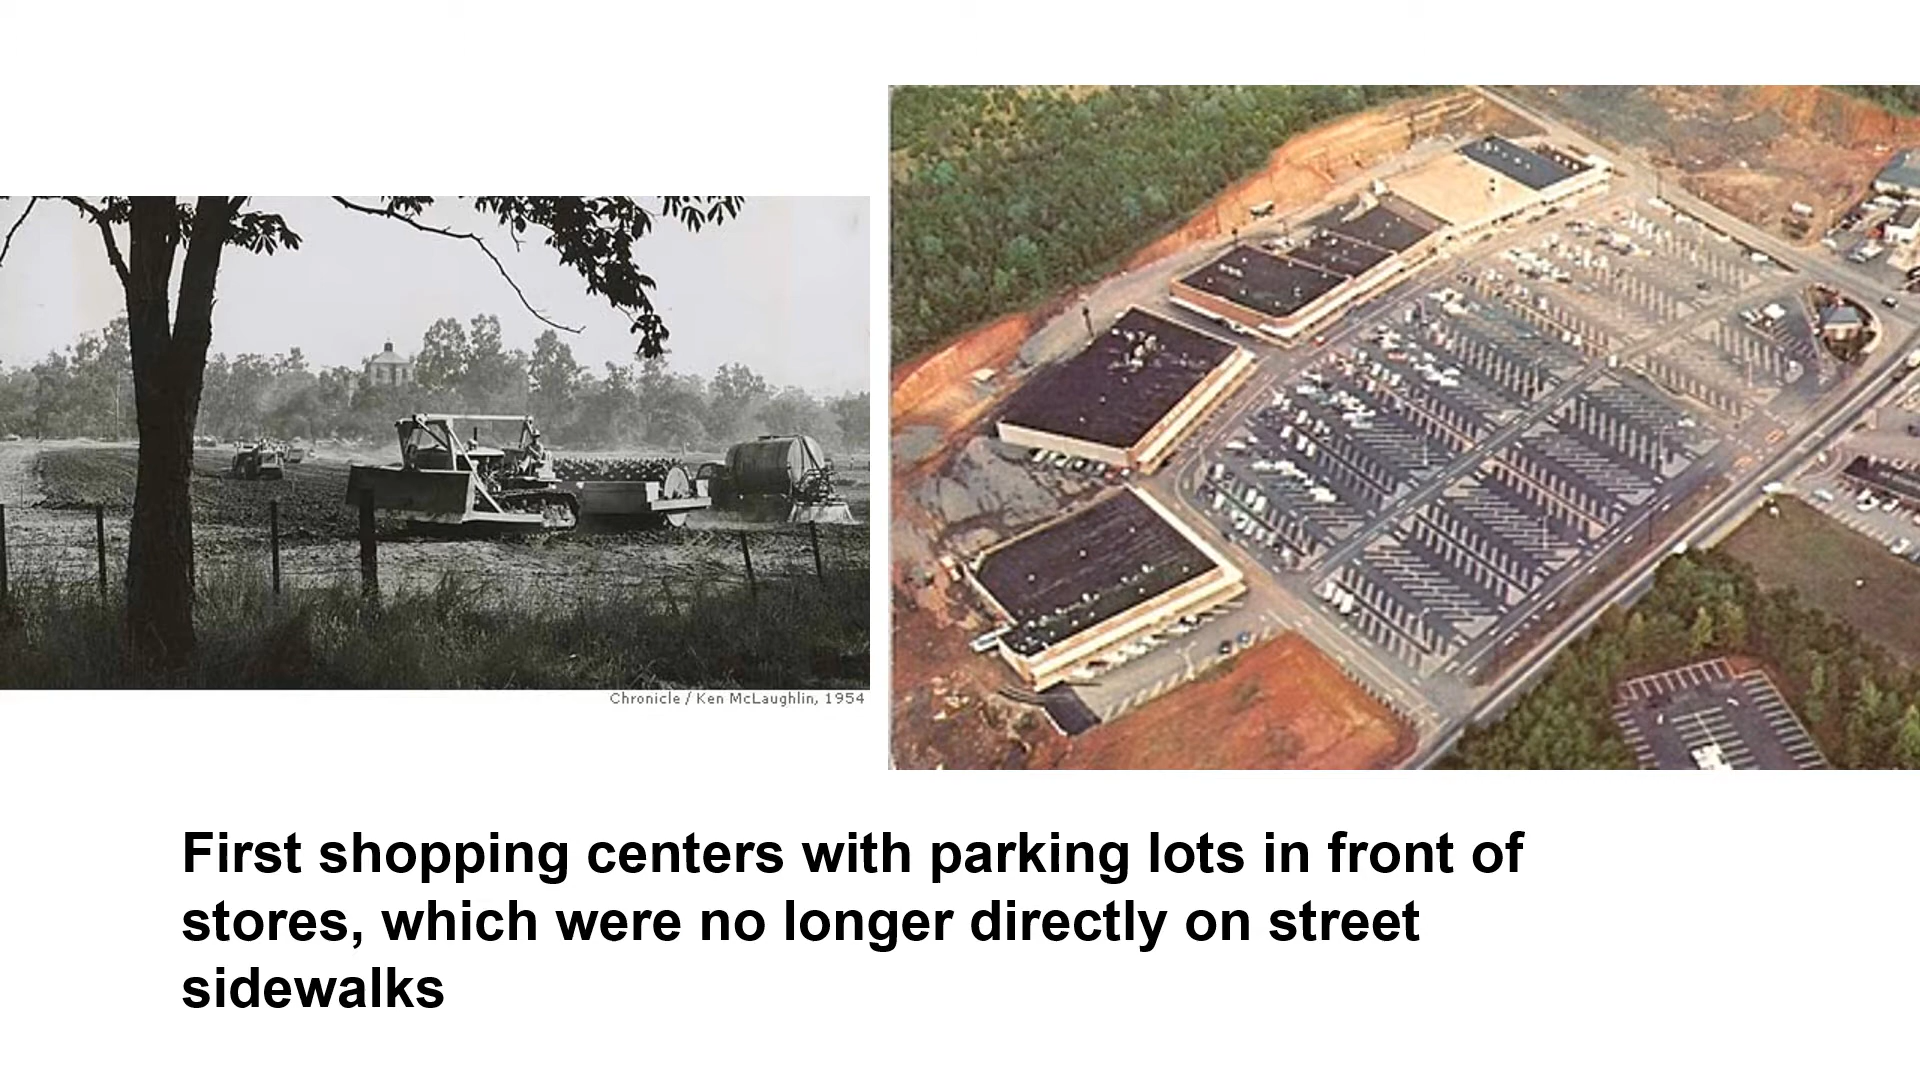 Chronicle / Ken McLaughlin, 1954
First shopping centers with parking lots in front of
stores, which were no longer directly on street
sidewalks